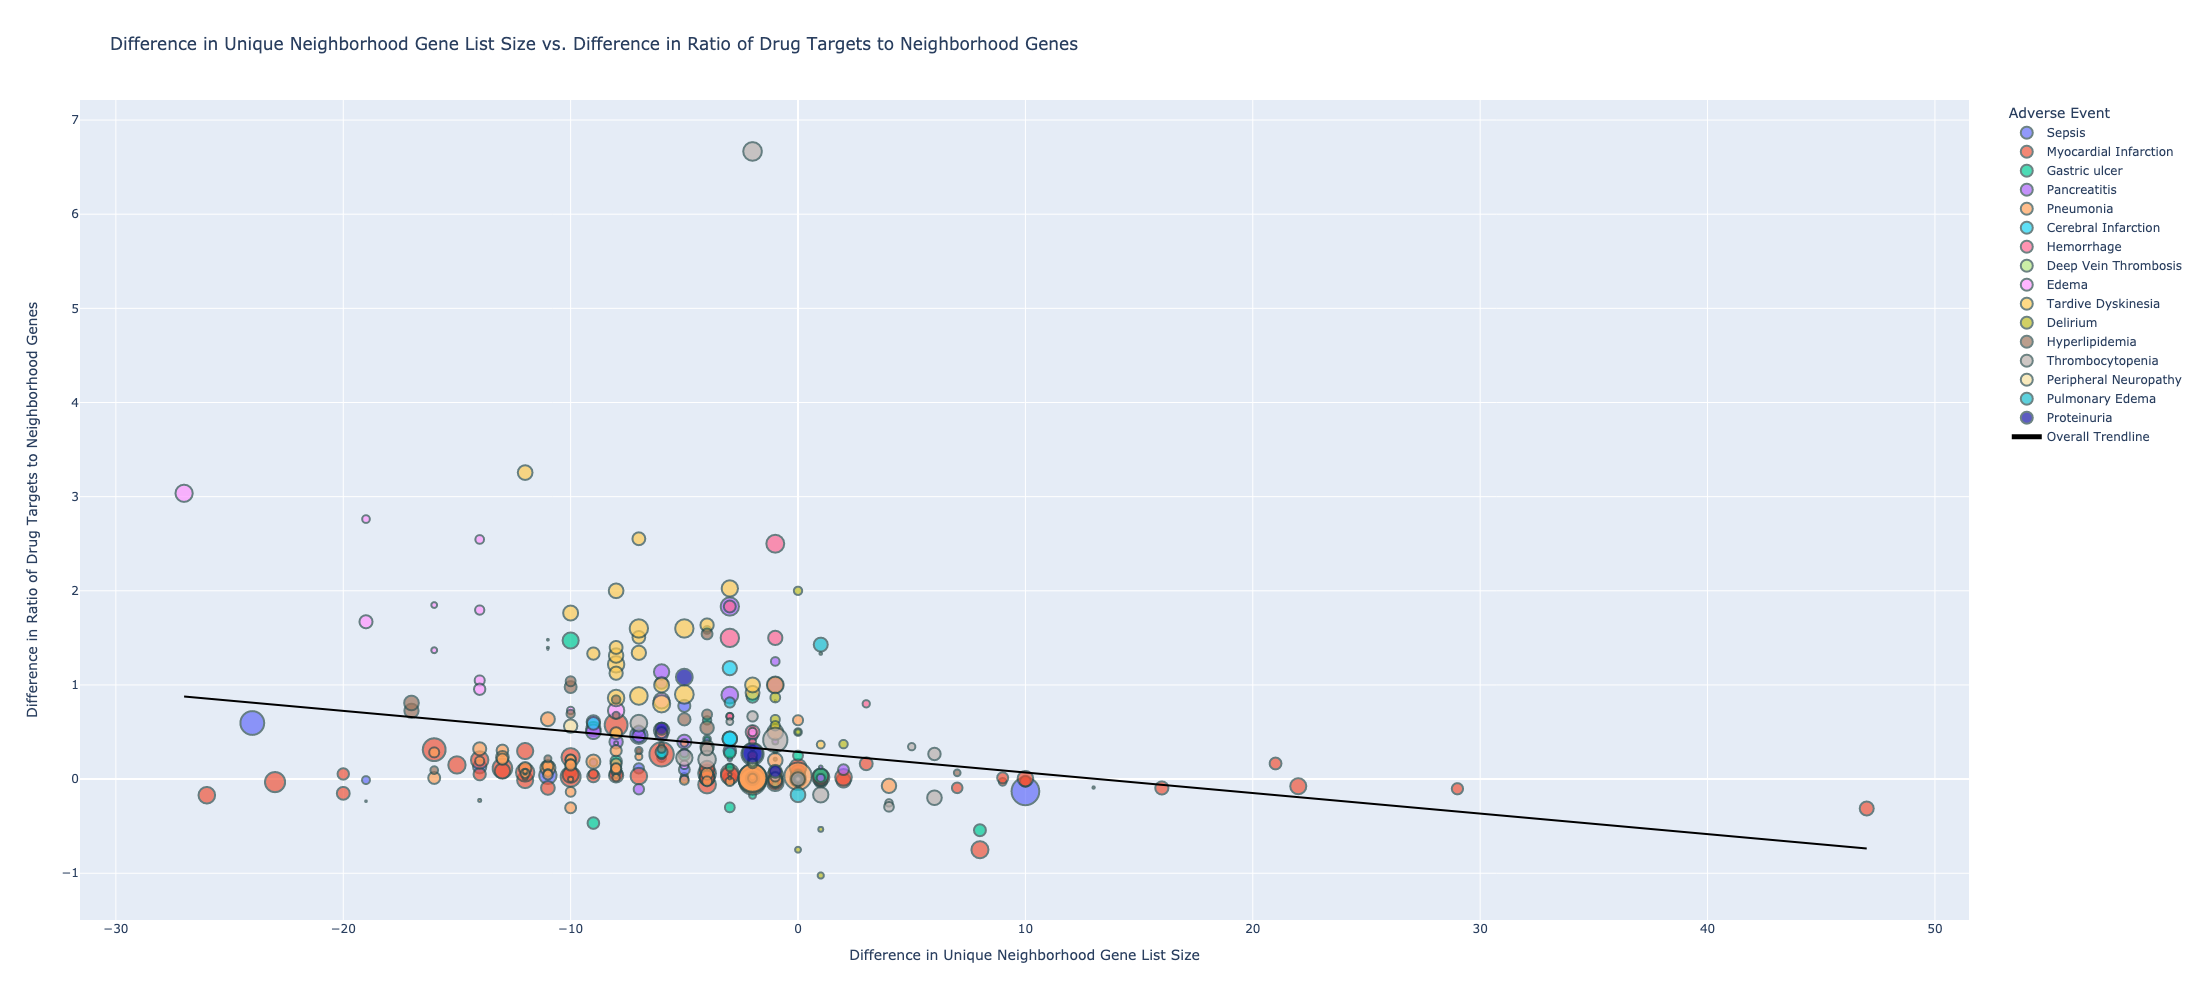 Difference in Unique Neighborhood Gene List Size vs. Difference in Ratio of Drug Targets to Neighborhood Genes
Difference in Ratio of Drug Targets to Neighborhood Genes
7
6
5
4
3
2
1
0
−1
−30
−20
−10
0
10
20
30
40
50
Difference in Unique Neighborhood Gene List Size
Adverse Event
Sepsis
Myocardial Infarction
Gastric ulcer
Pancreatitis
Pneumonia
Cerebral Infarction
Hemorrhage
Deep Vein Thrombosis
Edema
Tardive Dyskinesia
Delirium
Hyperlipidemia
Thrombocytopenia
Peripheral Neuropathy
Pulmonary Edema
Proteinuria
Overall Trendline